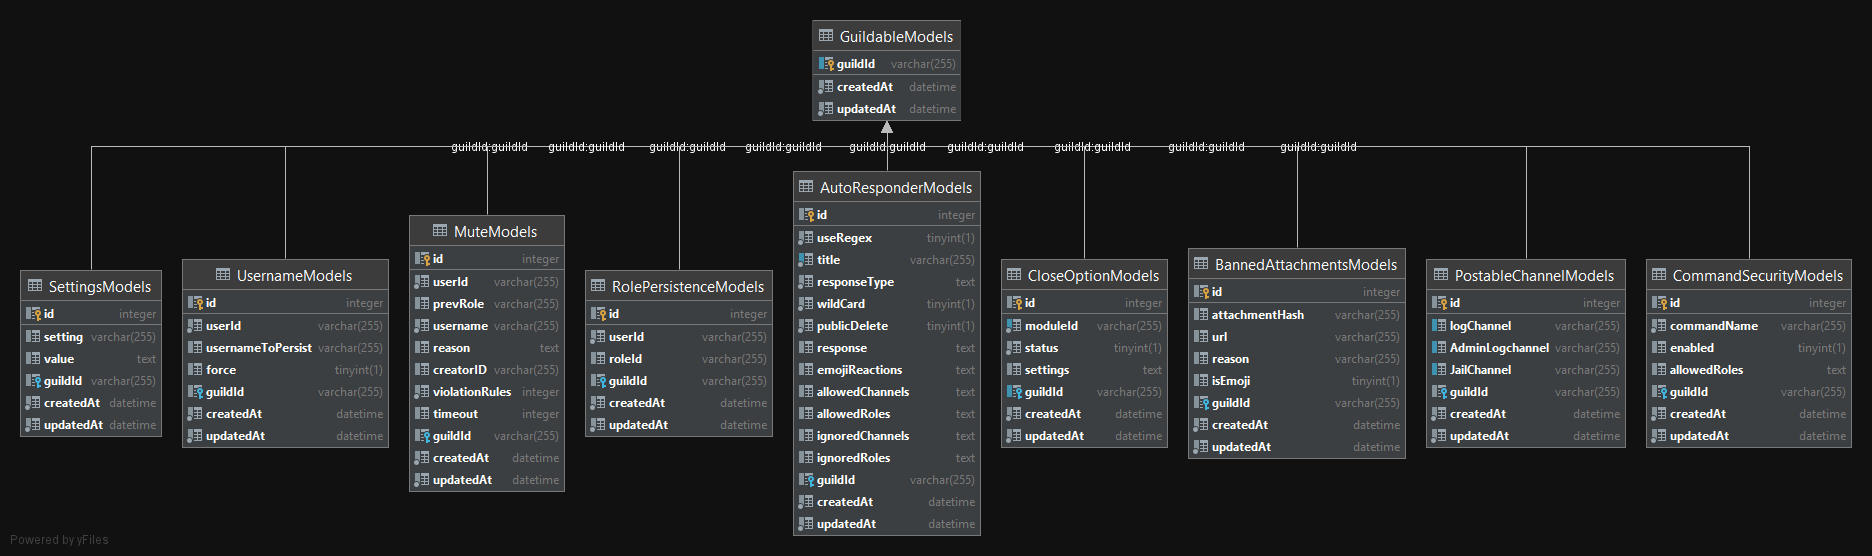 GuildableModels
guildId varchar(255)
createdAt datetime
updatedAt datetime
guildId:guildId guildId:guildId guildId:guildId guildId:guildId guildId:guildId guildId:guildId guildId:guildId guildId:guildId guildId:guildId
SettingsModels
id integer
setting varchar(255)
value text
guildId varchar(255)
createdAt datetime
updatedAt datetime
UsernameModels
id integer
userId varchar(255)
usernameToPersist varchar(255)
force tinyint(1)
guildId varchar(255)
createdAt datetime
updatedAt datetime
MuteModels
id integer
userId varchar(255)
prevRole varchar(255)
username varchar(255)
reason text
creatorID varchar(255)
violationRules integer
timeout integer
guildId varchar(255)
createdAt datetime
updatedAt datetime
RolePersistenceModels
id integer
userId varchar(255)
roleId varchar(255)
guildId varchar(255)
createdAt datetime
updatedAt datetime
AutoResponderModels
id integer
useRegex tinyint(1)
title varchar(255)
responseType text
wildCard tinyint(1)
publicDelete tinyint(1)
response text
emojiReactions text
allowedChannels text
allowedRoles text
ignoredChannels text
ignoredRoles text
guildId varchar(255)
createdAt datetime
updatedAt datetime
CloseOptionModels
id integer
moduleId varchar(255)
status tinyint(1)
settings text
guildId varchar(255)
createdAt datetime
updatedAt datetime
BannedAttachmentsModels
id integer
attachmentHash varchar(255)
url varchar(255)
reason varchar(255)
isEmoji tinyint(1)
guildId varchar(255)
createdAt datetime
updatedAt datetime
PostableChannelModels
id integer
logChannel varchar(255)
AdminLogchannel varchar(255)
JailChannel varchar(255)
guildId varchar(255)
createdAt datetime
updatedAt datetime
CommandSecurityModels
id integer
commandName varchar(255)
enabled tinyint(1)
allowedRoles text
guildId varchar(255)
createdAt datetime
updatedAt datetime
Powered by yFiles